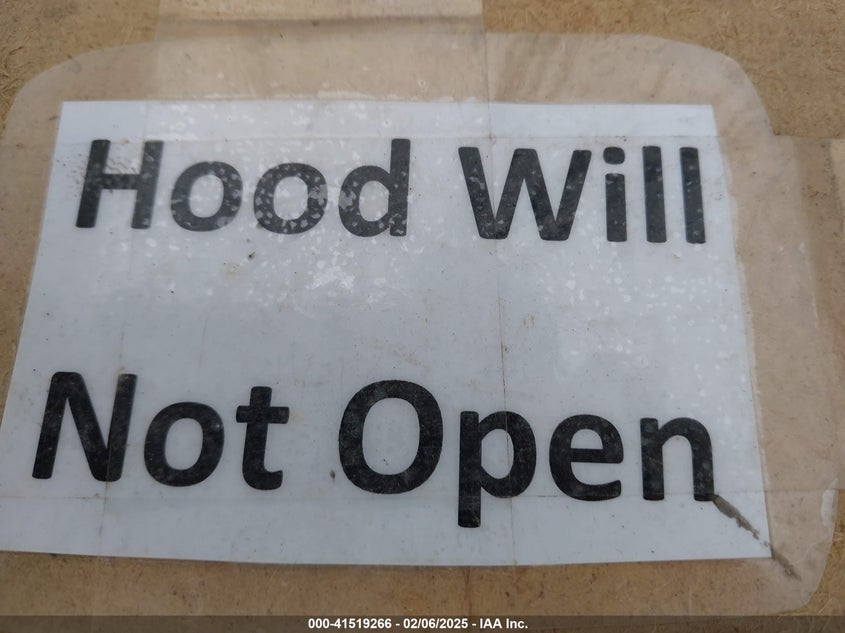 Hood Will
Not Open
000-41519266 - 02/06/2025 - IAA Inc.